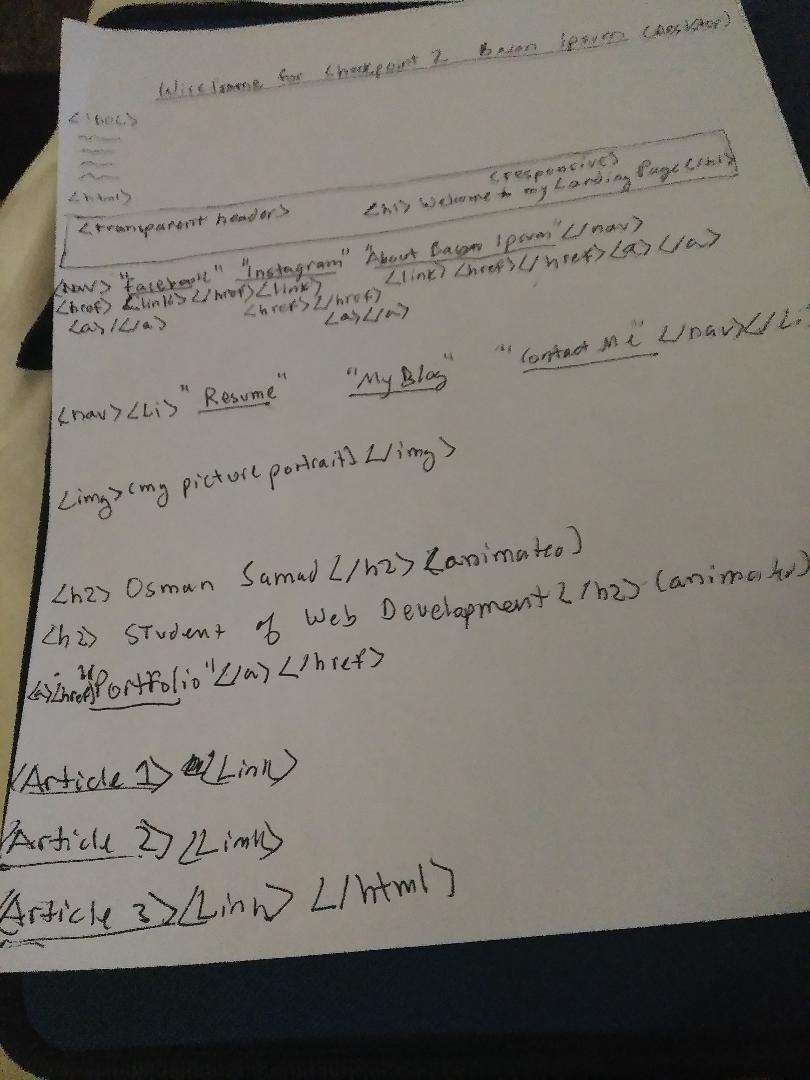 Wireframe for Checkpoint 2 Bacon Ipsum (Desktop)
<!DOC>
<html>
(responsive)
<transparent header> <h1> Welcome to my Landing Page</h1>
<nav> "Facebook" "Instagram" "About Bacon Ipsum"</nav>
<href> <link> </href> <link> <link> <href> </href> <a> </a>
<a>/</a> <href></href>
<a></a>
<nav><Li> "Resume" "My Blog" "Contact Me" </nav></Li
<img> (my picture portrait) </img>
<h2> Osman Samad </h2> (animated)
<h2> Student of Web Development </h2> (animated)
<a><href> "Portfolio" </a> </href>
<Article 1> <Link>
<Article 2> <Link>
<Article 3> <Link> </html>